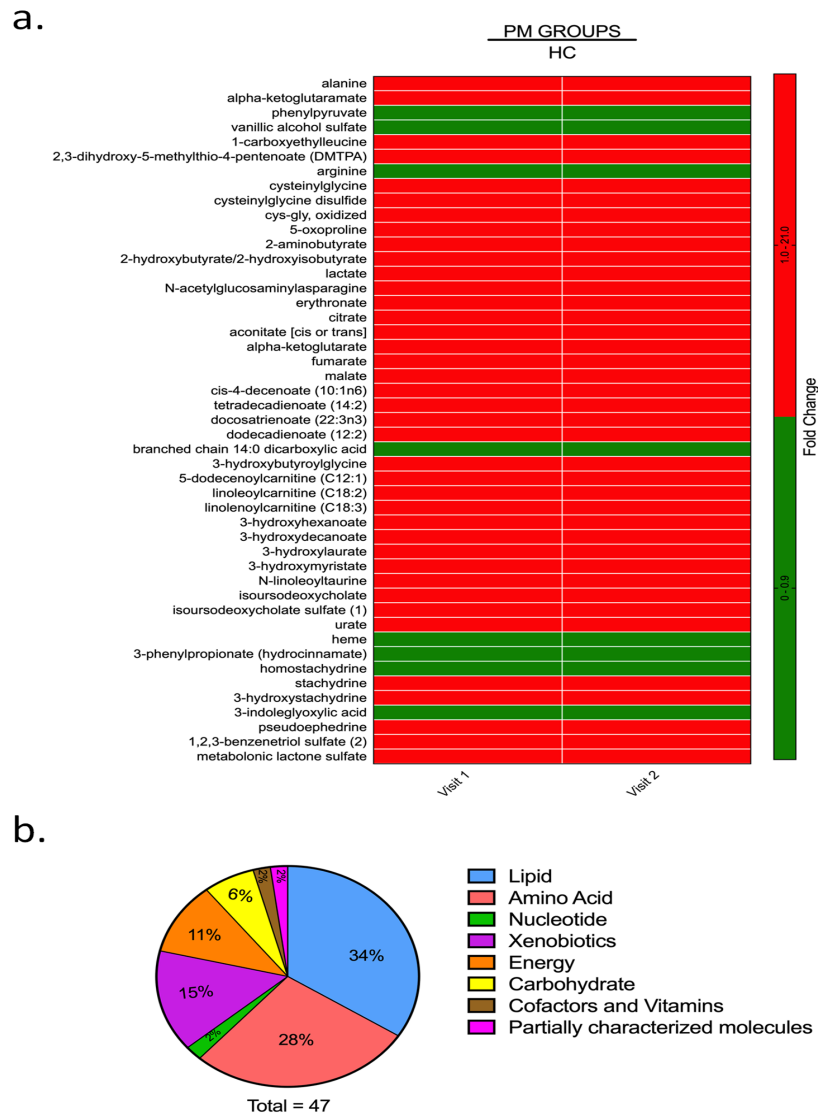 a.
PM GROUPS
HC
alanine
alpha-ketoglutaramate
phenylpyruvate
vanillic alcohol sulfate
1-carboxyethylleucine
2,3-dihydroxy-5-methylthio-4-pentenoate (DMTPA)
arginine
cysteinylglycine
cysteinylglycine disulfide
cys-gly, oxidized
5-oxoproline
2-aminobutyrate
2-hydroxybutyrate/2-hydroxyisobutyrate
lactate
N-acetylglucosaminylasparagine
erythronate
citrate
aconitate [cis or trans]
alpha-ketoglutarate
fumarate
malate
cis-4-decenoate (10:1n6)
tetradecadienoate (14:2)
docosatrienoate (22:3n3)
dodecadienoate (12:2)
branched chain 14:0 dicarboxylic acid
3-hydroxybutyroylglycine
5-dodecenoylcarnitine (C12:1)
linoleoylcarnitine (C18:2)
linolenoylcarnitine (C18:3)
3-hydroxyhexanoate
3-hydroxydecanoate
3-hydroxylaurate
3-hydroxymyristate
N-linoleoyltaurine
isoursodeoxycholate
isoursodeoxycholate sulfate (1)
urate
heme
3-phenylpropionate (hydrocinnamate)
homostachydrine
stachydrine
3-hydroxystachydrine
3-indoleglyoxylic acid
pseudoephedrine
1,2,3-benzenetriol sulfate (2)
metabolonic lactone sulfate
Visit 1
Visit 2
1.0 - 21.0
0 - 0.9
Fold Change
b.
34%
28%
2%
15%
11%
6%
2%
2%
Total = 47
Lipid
Amino Acid
Nucleotide
Xenobiotics
Energy
Carbohydrate
Cofactors and Vitamins
Partially characterized molecules